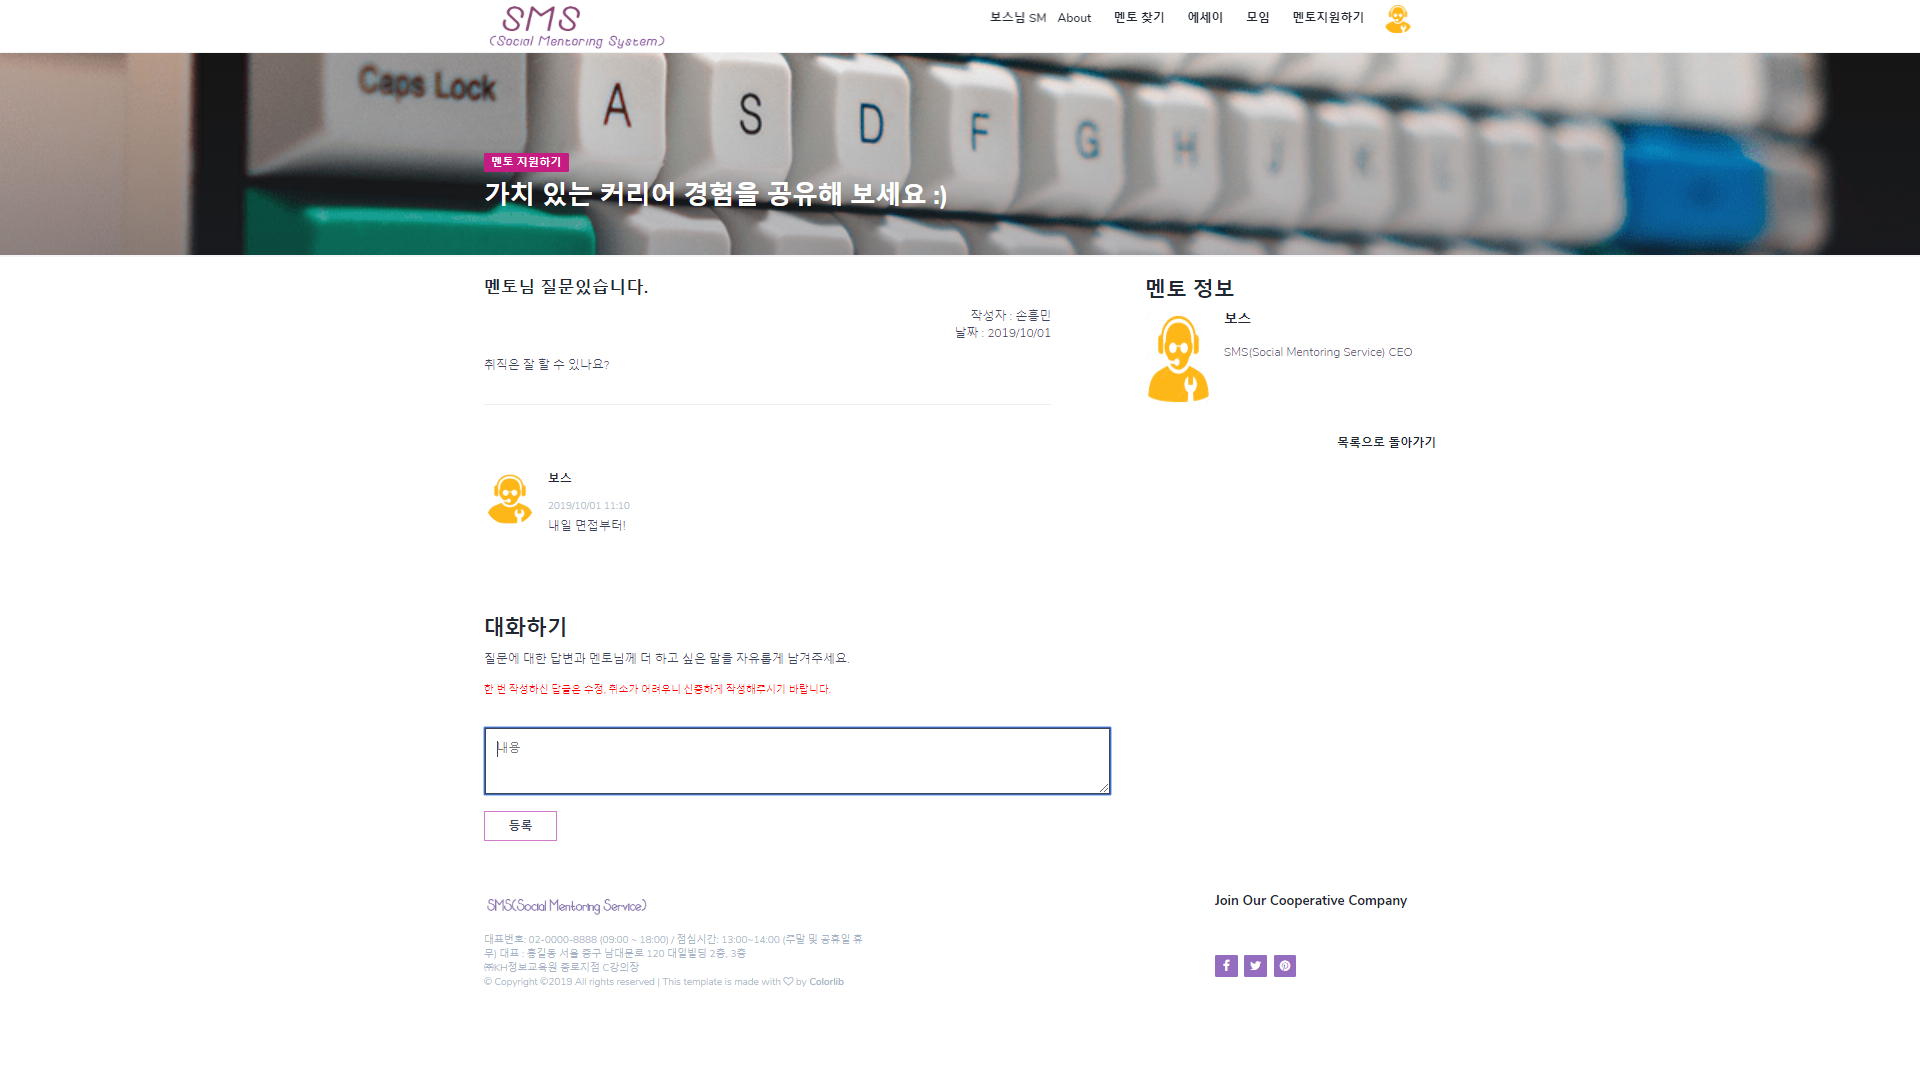 SMS
(Social Mentoring System)
보스님 SM About 멘토 찾기 에세이 모임 멘토지원하기
Caps Lock A S D F G H J K L
멘토 지원하기
가치 있는 커리어 경험을 공유해 보세요 :)
멘토님 질문있습니다.
작성자 : 손흥민
날짜 : 2019/10/01
취직은 잘 할 수 있나요?
멘토 정보
보스
SMS(Social Mentoring Service) CEO
목록으로 돌아가기
보스
2019/10/01 11:10
내일 면접부터!
대화하기
질문에 대한 답변과 멘토님께 더 하고 싶은 말을 자유롭게 남겨주세요.
한 번 작성하신 답글은 수정, 취소가 어려우니 신중하게 작성해주시기 바랍니다.
내용
등록
SMS(Social Mentoring Service)
대표번호: 02-0000-8888 (09:00 ~ 18:00) / 점심시간: 13:00~14:00 (주말 및 공휴일 휴
무) 대표 : 홍길동 서울 중구 남대문로 120 대일빌딩 2층, 3층
㈜KH정보교육원 종로지점 C강의장
© Copyright ©2019 All rights reserved | This template is made with ♡ by Colorlib
Join Our Cooperative Company